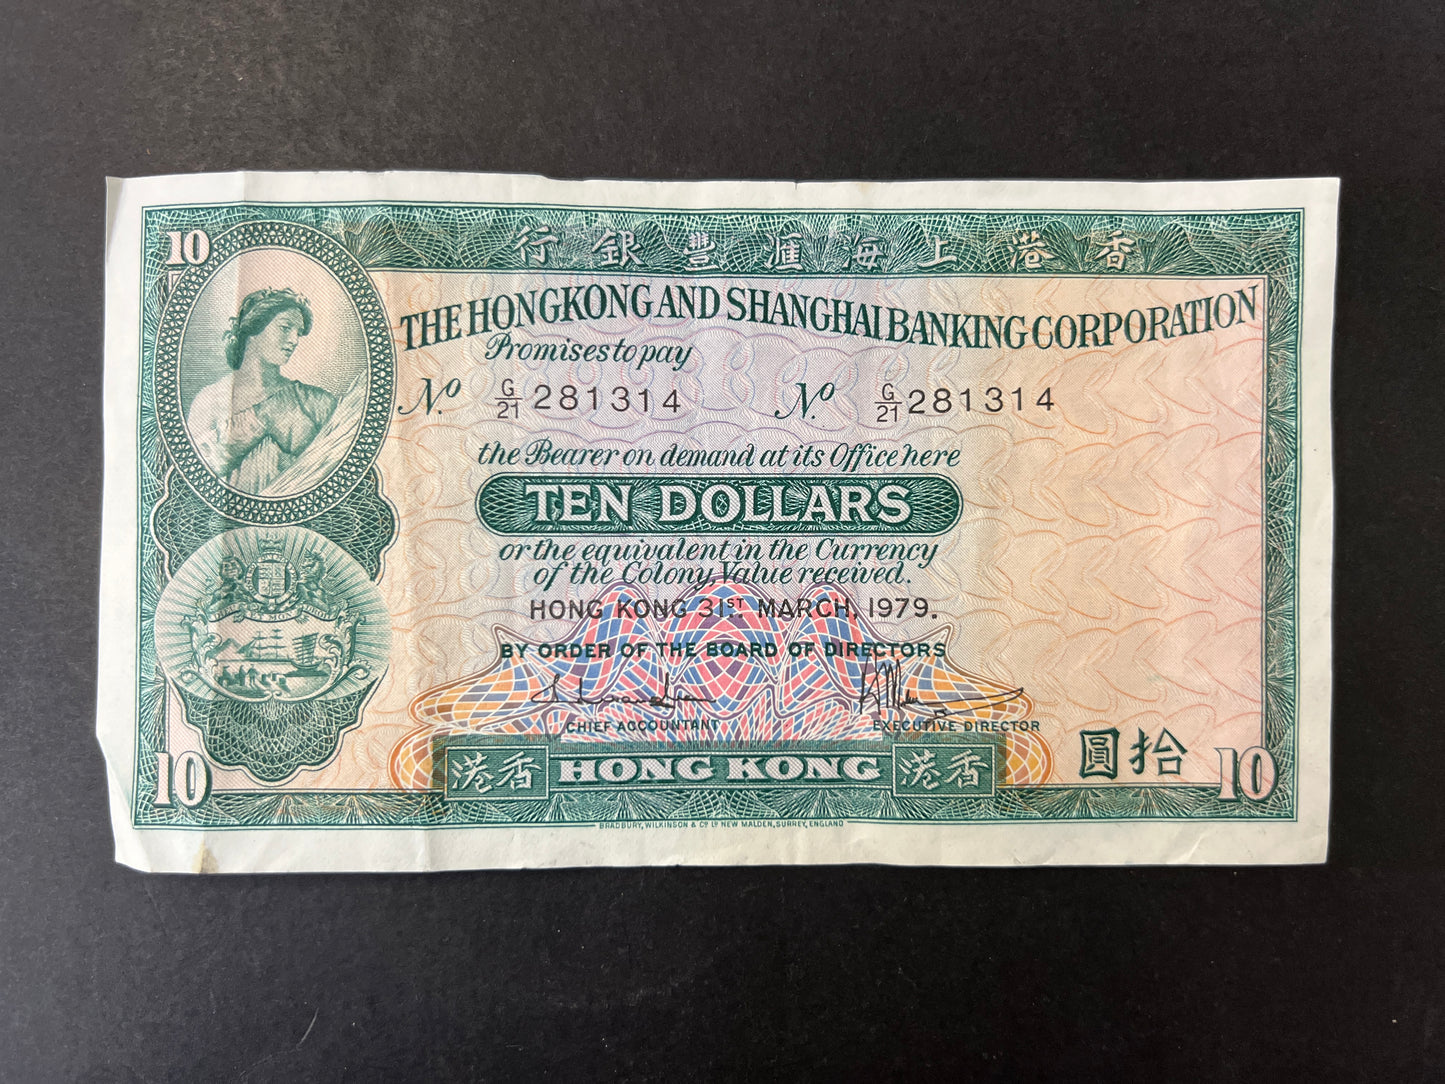 10
香港上海滙豐銀行
THE HONGKONG AND SHANGHAI BANKING CORPORATION
Promises to pay
No. G/21 281314 No. G/21 281314
the Bearer on demand at its Office here
TEN DOLLARS
or the equivalent in the Currency
of the Colony, Value received.
HONG KONG 31ST MARCH, 1979.
BY ORDER OF THE BOARD OF DIRECTORS
CHIEF ACCOUNTANT EXECUTIVE DIRECTOR
10 香港 HONG KONG 香港 拾圓 10
BRADBURY, WILKINSON & Co. Ld. NEW MALDEN, SURREY, ENGLAND